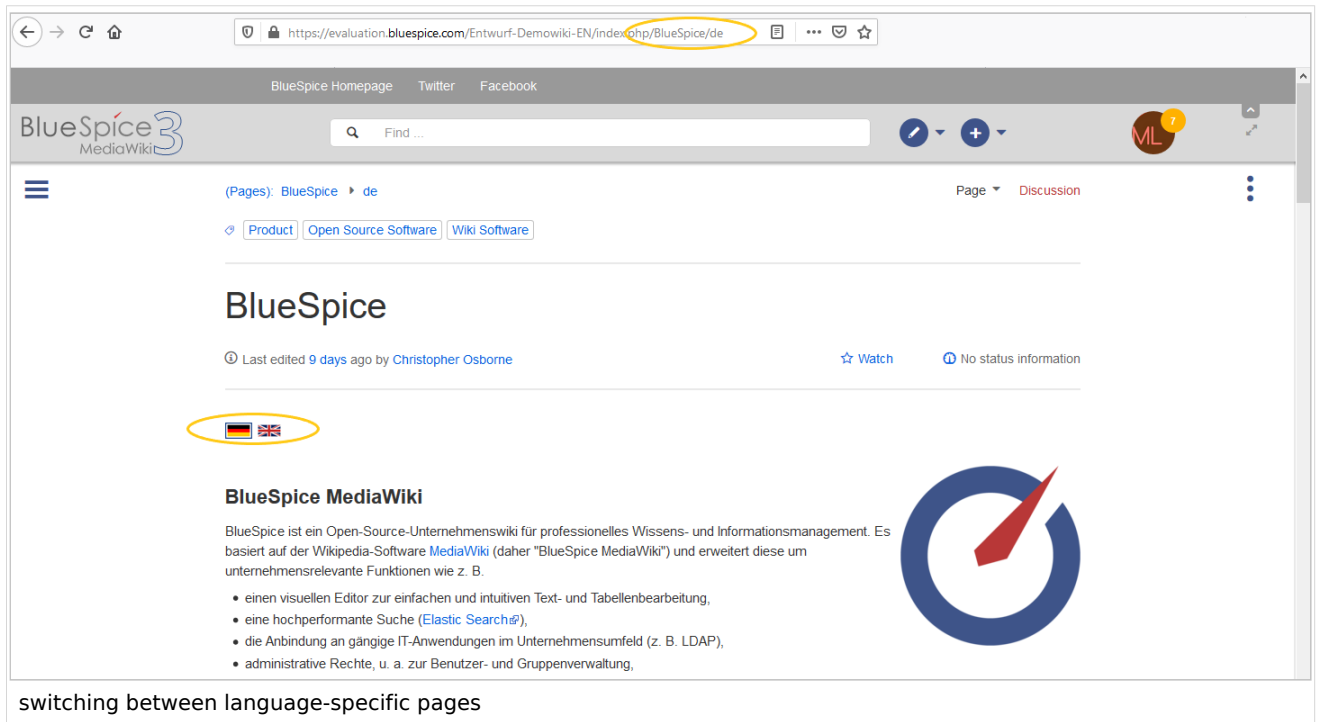 https://evaluation.bluespice.com/Entwurf-Demowiki-EN/index.php/BlueSpice/de
BlueSpice Homepage Twitter Facebook
BlueSpice 3
MediaWiki
Find ...
ML
7
(Pages): BlueSpice de
Page Discussion
Product Open Source Software Wiki Software
BlueSpice
Last edited 9 days ago by Christopher Osborne
Watch No status information
BlueSpice MediaWiki
BlueSpice ist ein Open-Source-Unternehmenswiki für professionelles Wissens- und Informationsmanagement. Es
basiert auf der Wikipedia-Software MediaWiki (daher "BlueSpice MediaWiki") und erweitert diese um
unternehmensrelevante Funktionen wie z. B.
• einen visuellen Editor zur einfachen und intuitiven Text- und Tabellenbearbeitung,
• eine hochperformante Suche (Elastic Search),
• die Anbindung an gängige IT-Anwendungen im Unternehmensumfeld (z. B. LDAP),
• administrative Rechte, u. a. zur Benutzer- und Gruppenverwaltung,
switching between language-specific pages